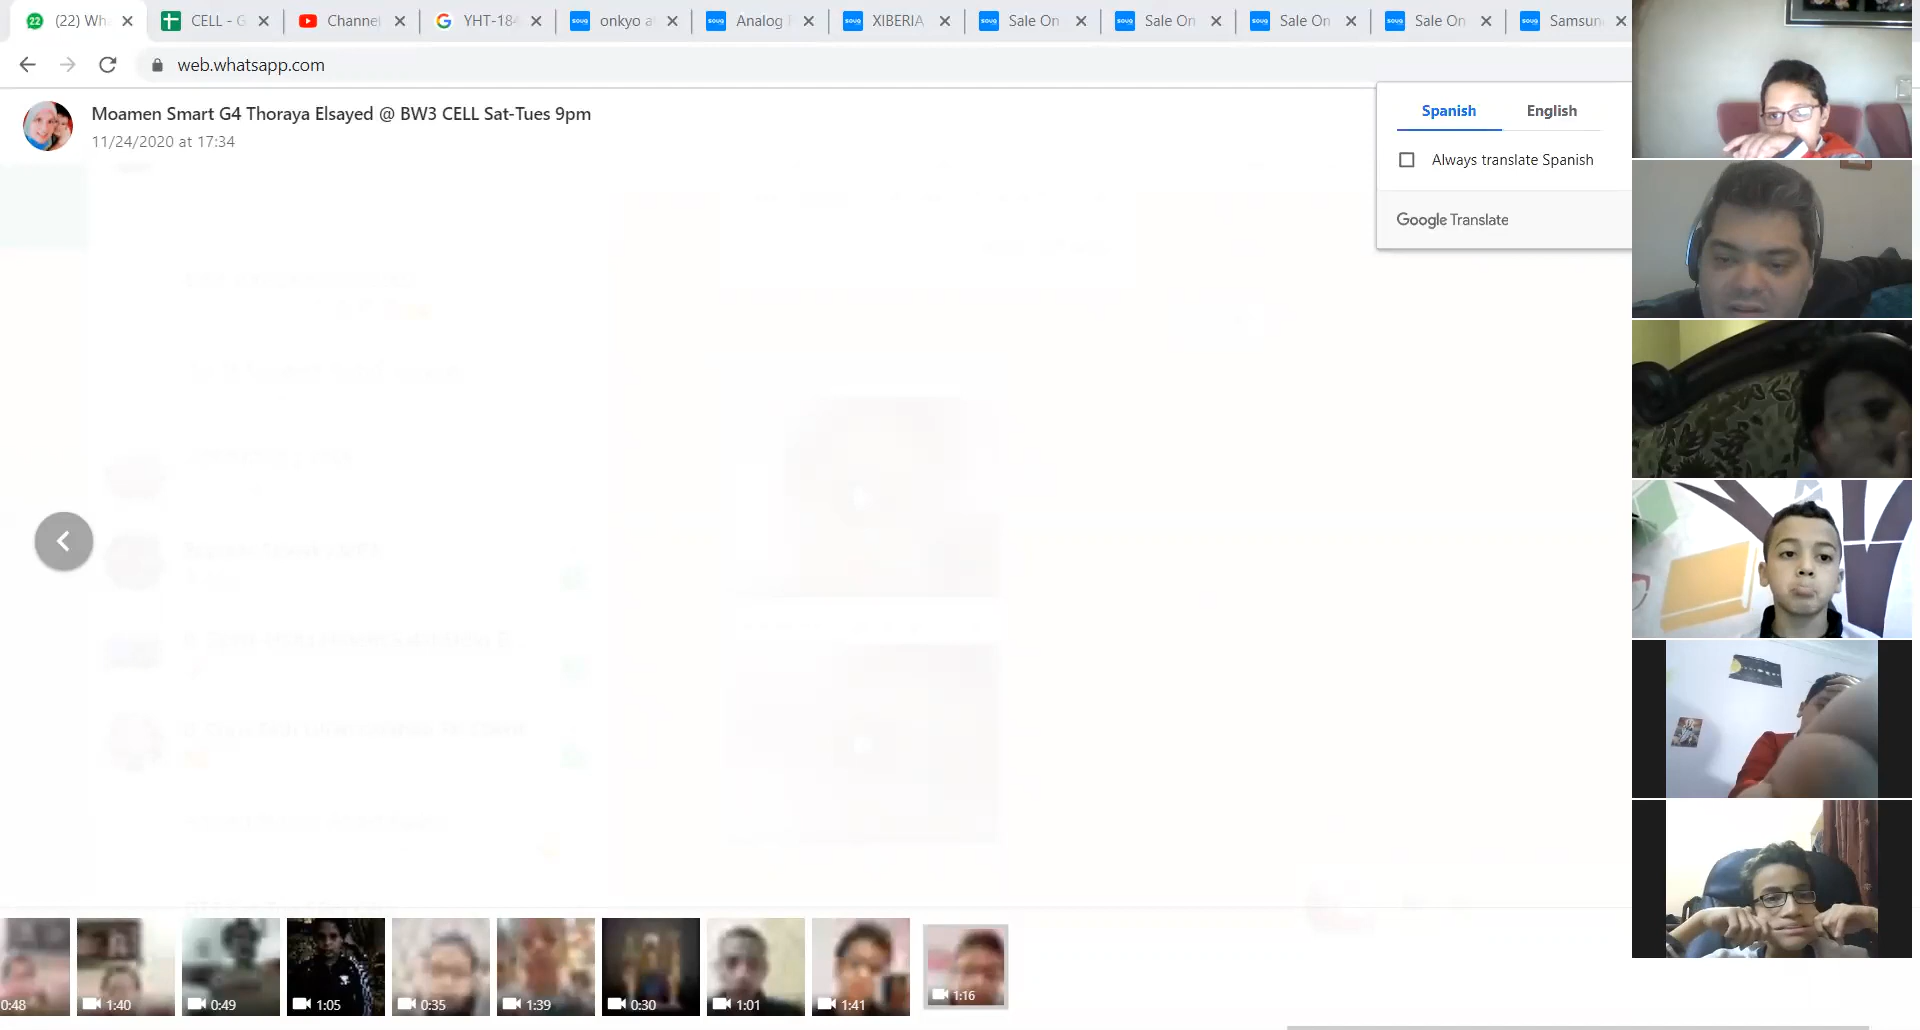 (22) Wh
CELL - G
Channel
YHT-184
onkyo a
Analog
XIBERIA
Sale On
Sale On
Sale On
Sale On
Samsun
web.whatsapp.com
Moamen Smart G4 Thoraya Elsayed @ BW3 CELL Sat-Tues 9pm
11/24/2020 at 17:34
Spanish English
Always translate Spanish
Google Translate
0:48 1:40 0:49 1:05 0:35 1:39 0:30 1:01 1:41 1:16